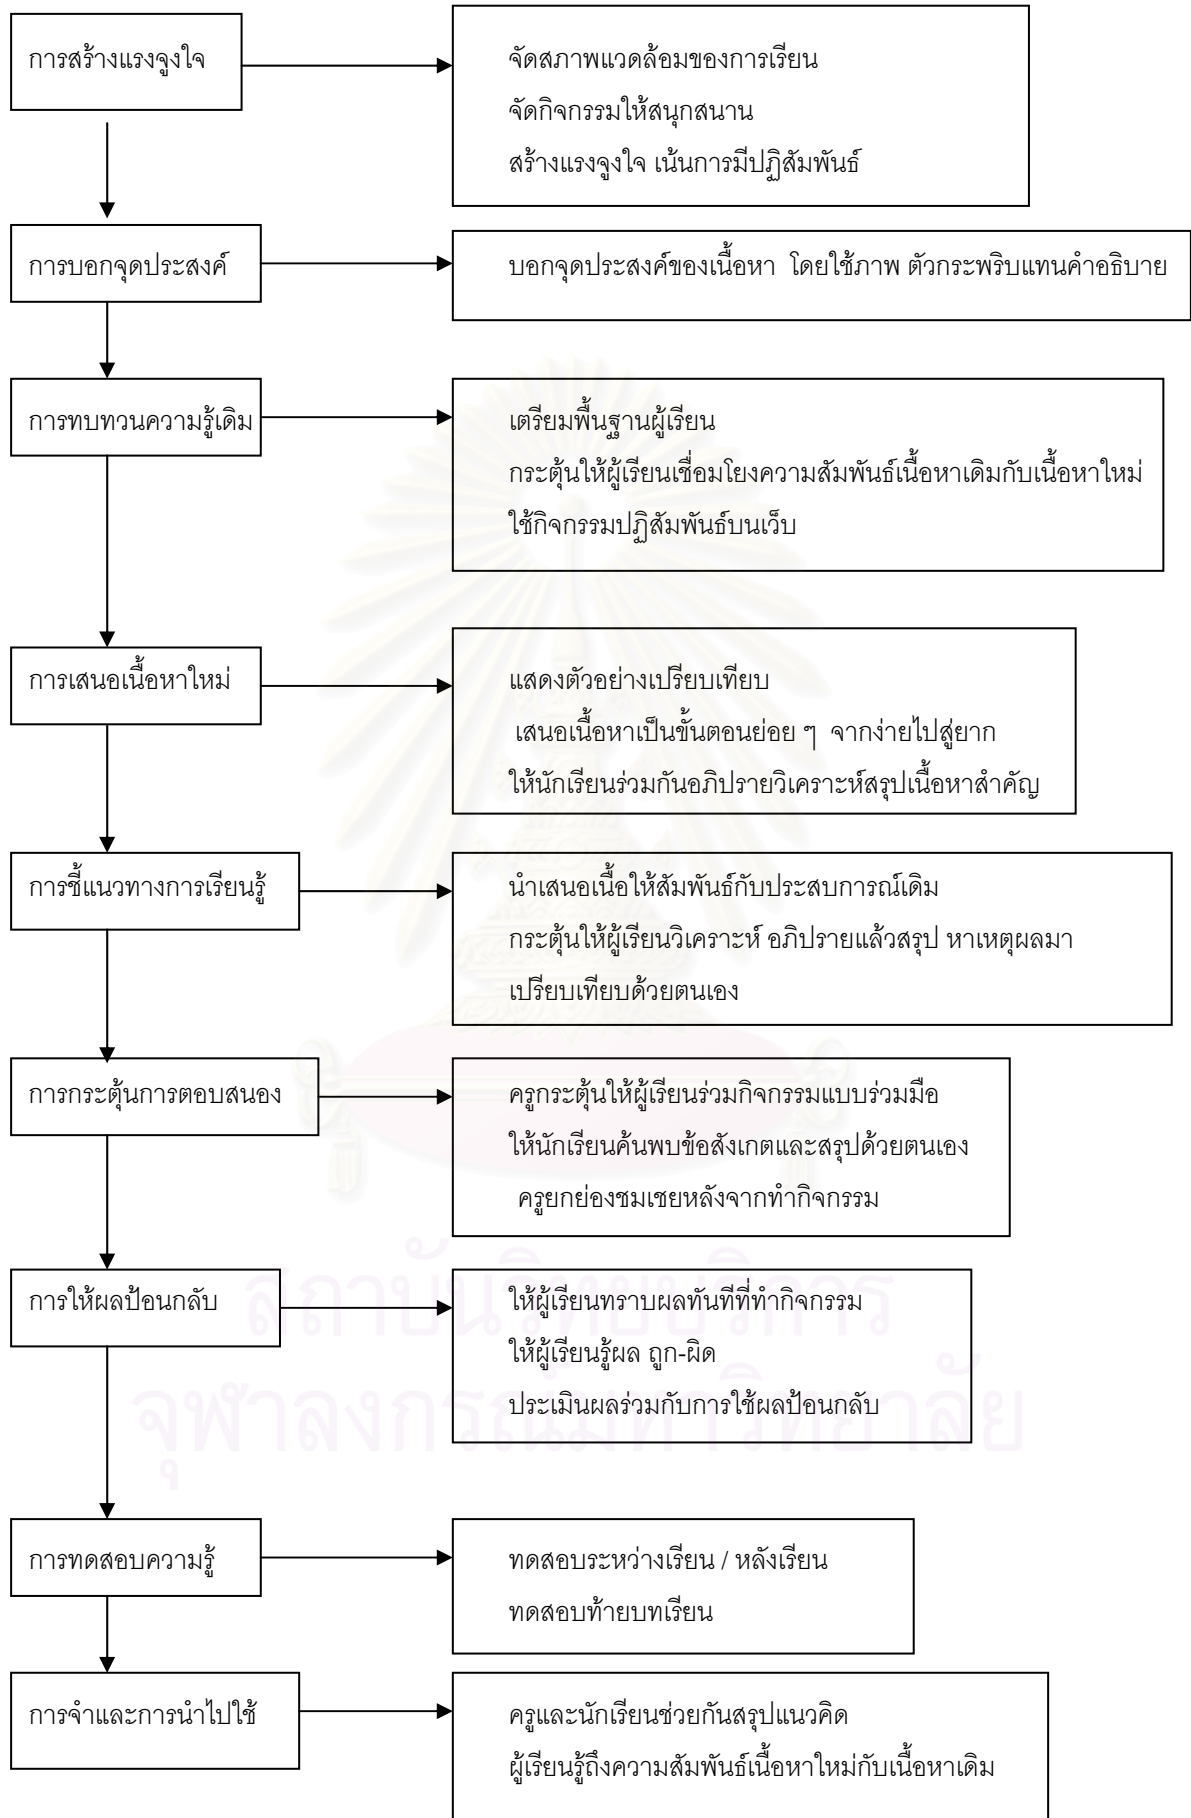 การสร้างแรงจูงใจ
จัดสภาพแวดล้อมของการเรียน
จัดกิจกรรมให้สนุกสนาน
สร้างแรงจูงใจ เน้นการมีปฏิสัมพันธ์
การบอกจุดประสงค์
บอกจุดประสงค์ของเนื้อหา โดยใช้ภาพ ตัวกระพริบแทนคำอธิบาย
การทบทวนความรู้เดิม
เตรียมพื้นฐานผู้เรียน
กระตุ้นให้ผู้เรียนเชื่อมโยงความสัมพันธ์เนื้อหาเดิมกับเนื้อหาใหม่
ใช้กิจกรรมปฏิสัมพันธ์บนเว็บ
การเสนอเนื้อหาใหม่
แสดงตัวอย่างเปรียบเทียบ
เสนอเนื้อหาเป็นขั้นตอนย่อย ๆ จากง่ายไปสู่ยาก
ให้นักเรียนร่วมกันอภิปรายวิเคราะห์สรุปเนื้อหาสำคัญ
การชี้แนวทางการเรียนรู้
นำเสนอเนื้อให้สัมพันธ์กับประสบการณ์เดิม
กระตุ้นให้ผู้เรียนวิเคราะห์ อภิปรายแล้วสรุป หาเหตุผลมา
เปรียบเทียบด้วยตนเอง
การกระตุ้นการตอบสนอง
ครูกระตุ้นให้ผู้เรียนร่วมกิจกรรมแบบร่วมมือ
ให้นักเรียนค้นพบข้อสังเกตและสรุปด้วยตนเอง
ครูยกย่องชมเชยหลังจากทำกิจกรรม
สถาบันวิทยบริการ
การให้ผลป้อนกลับ
ให้ผู้เรียนทราบผลทันทีที่ทำกิจกรรม
ให้ผู้เรียนรู้ผล ถูก-ผิด
ประเมินผลร่วมกับการใช้ผลป้อนกลับ
จุฬาลงกรณ์มหาวิทยาลัย
การทดสอบความรู้
ทดสอบระหว่างเรียน / หลังเรียน
ทดสอบท้ายบทเรียน
การจำและการนำไปใช้
ครูและนักเรียนช่วยกันสรุปแนวคิด
ผู้เรียนรู้ถึงความสัมพันธ์เนื้อหาใหม่กับเนื้อหาเดิม